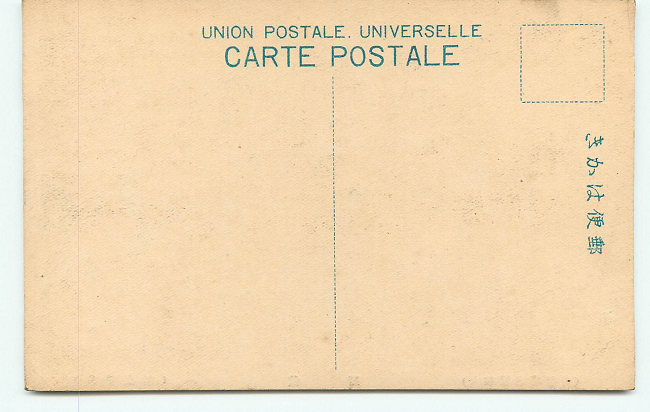 UNION POSTALE. UNIVERSELLE
CARTE POSTALE
郵便はかき